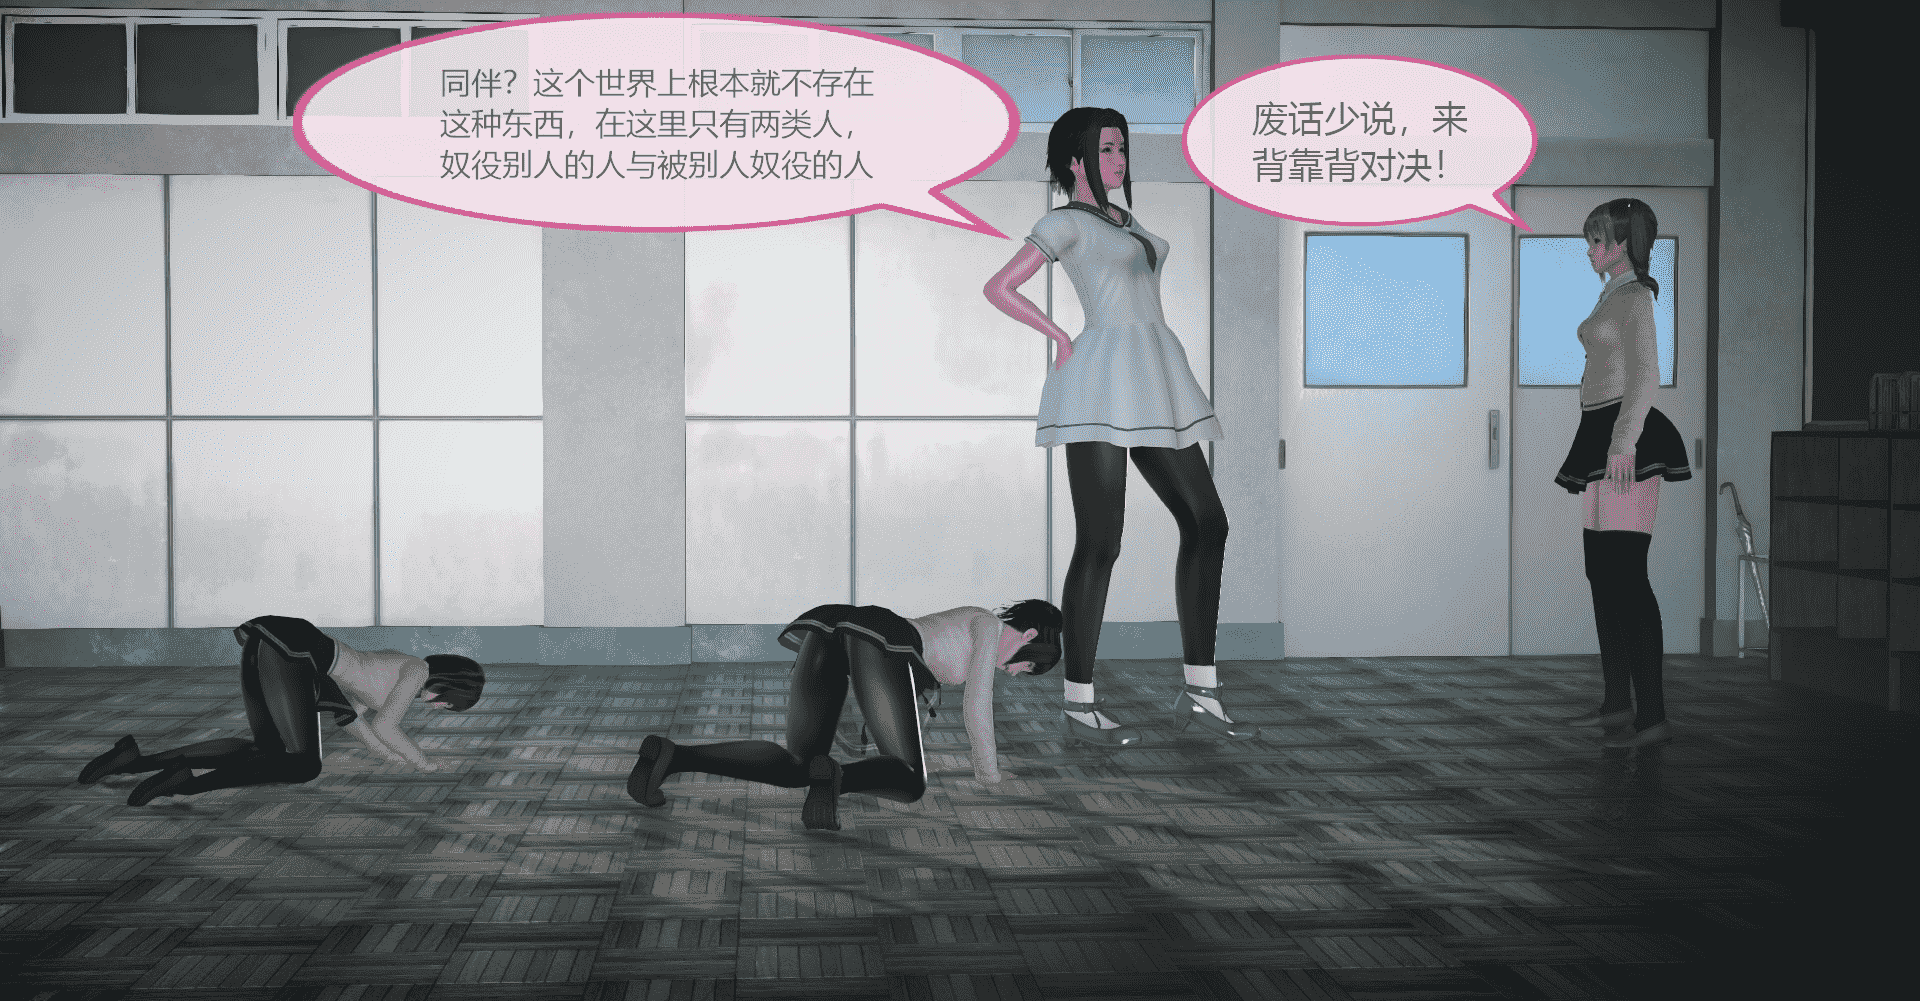 同伴？这个世界上根本就不存在
这种东西，在这里只有两类人，
奴役别人的人与被别人奴役的人
废话少说，来
背靠背对决！